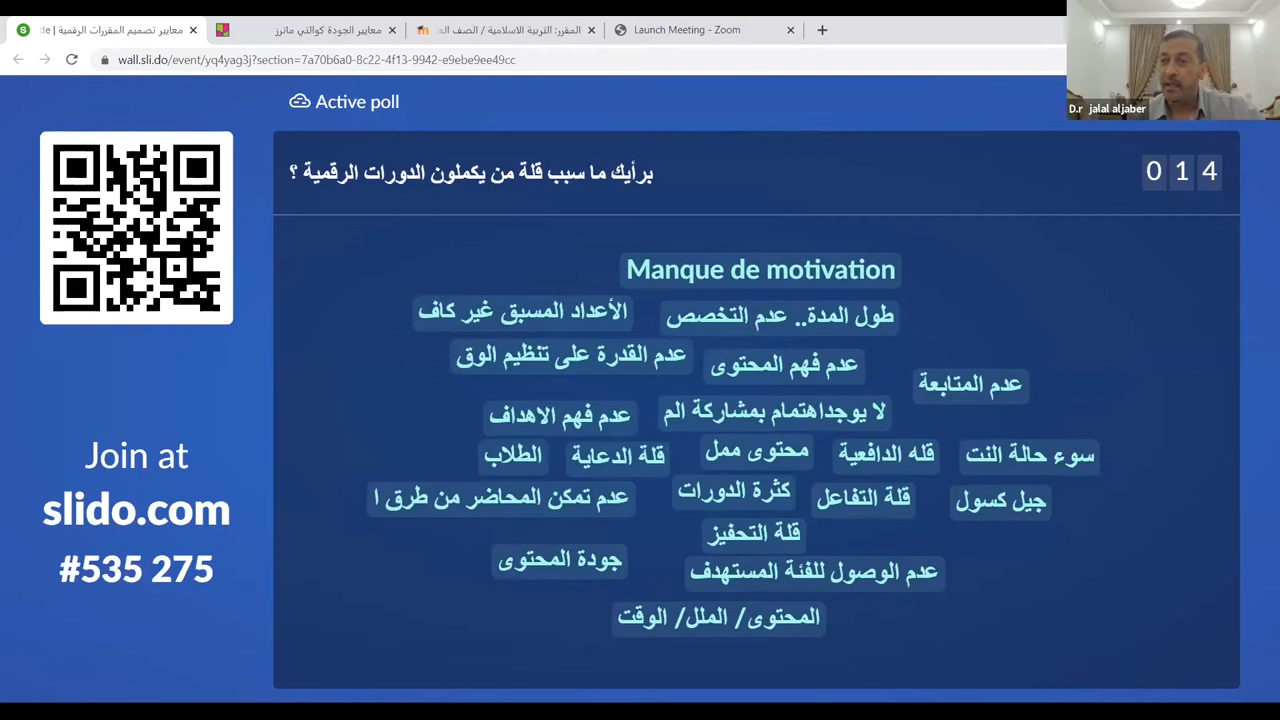 معايير تصميم المقررات الرقمية | de
معايير الجودة كوالتي ماترز
المقرر: التربية الاسلامية / الصف ال
Launch Meeting - Zoom
wall.sli.do/event/yq4yag3j?section=7a70b6a0-8c22-4f13-9942-e9ebe9ee49cc
D.r jalal aljaber
Active poll
برأيك ما سبب قلة من يكملون الدورات الرقمية ؟
014
Manque de motivation
طول المدة.. عدم التخصص
الأعداد المسبق غير كاف
عدم فهم المحتوى
عدم القدرة على تنظيم الوق
عدم المتابعة
لا يوجداهتمام بمشاركة الم
عدم فهم الاهداف
سوء حالة النت
قله الدافعية
محتوى ممل
قلة الدعاية
الطلاب
جيل كسول
قلة التفاعل
كثرة الدورات
عدم تمكن المحاضر من طرق ا
قلة التحفيز
جودة المحتوى
عدم الوصول للفئة المستهدف
المحتوى/ الملل/ الوقت
Join at
slido.com
#535 275